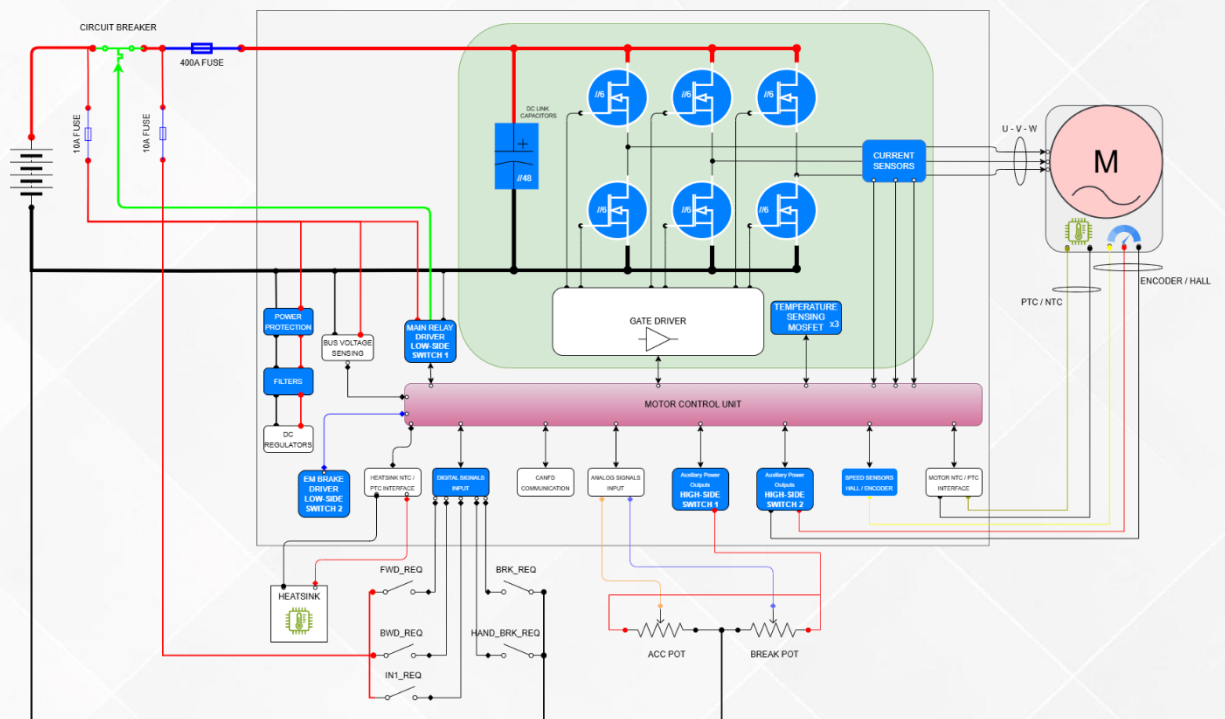 CIRCUIT BREAKER
400A FUSE
10A FUSE
10A FUSE
DC LINK
CAPACITORS
+
//48
//6
//6
//6
//6
//6
//6
CURRENT
SENSORS
U - V - W
M
ENCODER / HALL
PTC / NTC
POWER
PROTECTION
BUS VOLTAGE
SENSING
MAIN RELAY
DRIVER
LOW-SIDE
SWITCH 1
GATE DRIVER
TEMPERATURE
SENSING
MOSFET x3
FILTERS
DC
REGULATORS
MOTOR CONTROL UNIT
EM BRAKE
DRIVER
LOW-SIDE
SWITCH 2
HEATSINK NTC /
PTC INTERFACE
DIGITAL SIGNALS
INPUT
CANFD
COMMUNICATION
ANALOG SIGNALS
INPUT
Auxiliary Power
Outputs
HIGH-SIDE
SWITCH 1
Auxiliary Power
Outputs
HIGH-SIDE
SWITCH 2
SPEED SENSORS
HALL / ENCODER
MOTOR NTC / PTC
INTERFACE
HEATSINK
FWD_REQ
BRK_REQ
BWD_REQ
HAND_BRK_REQ
IN1_REQ
ACC POT
BREAK POT